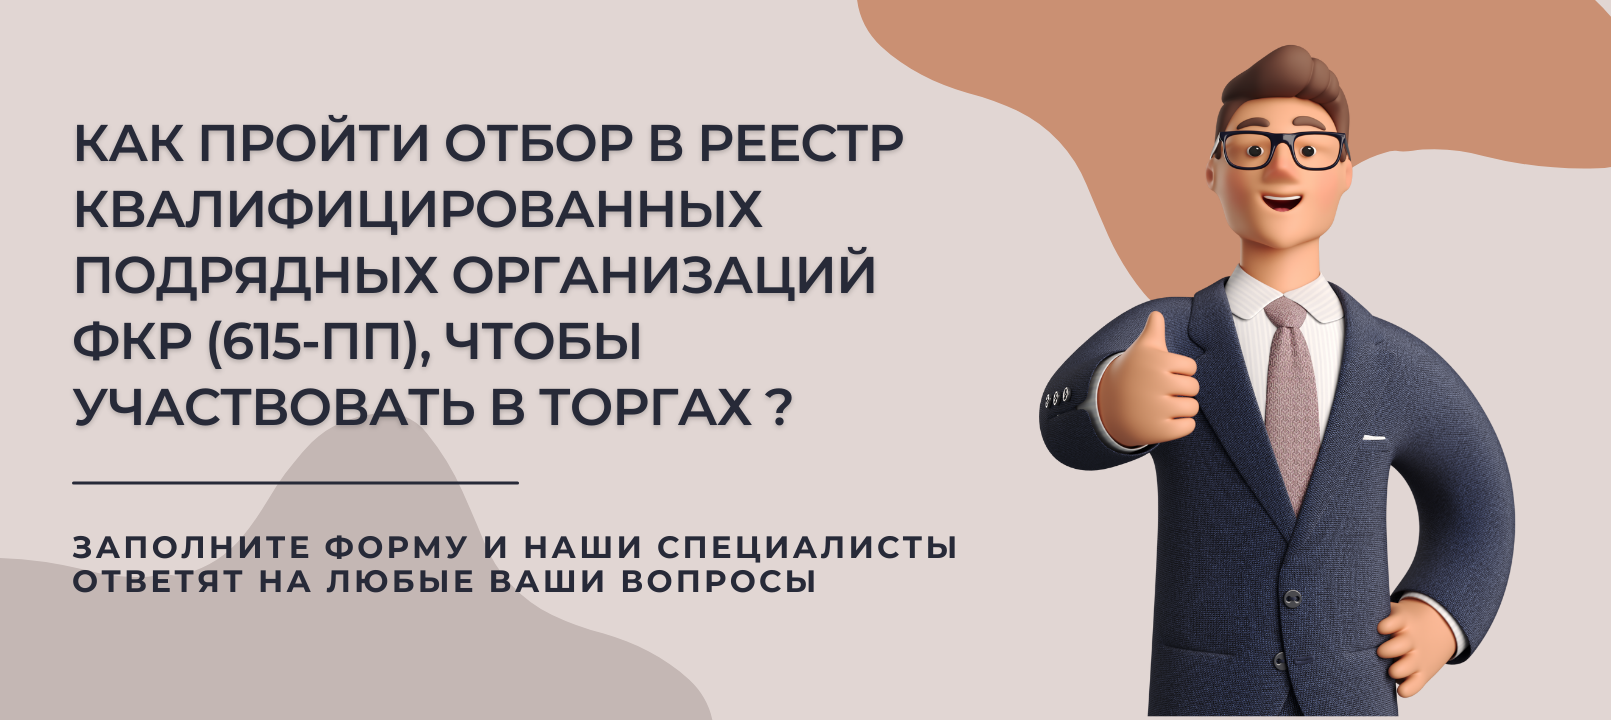 КАК ПРОЙТИ ОТБОР В РЕЕСТР
КВАЛИФИЦИРОВАННЫХ
ПОДРЯДНЫХ ОРГАНИЗАЦИЙ
ФКР (615-ПП), ЧТОБЫ
УЧАСТВОВАТЬ В ТОРГАХ ?
ЗАПОЛНИТЕ ФОРМУ И НАШИ СПЕЦИАЛИСТЫ
ОТВЕТЯТ НА ЛЮБЫЕ ВАШИ ВОПРОСЫ